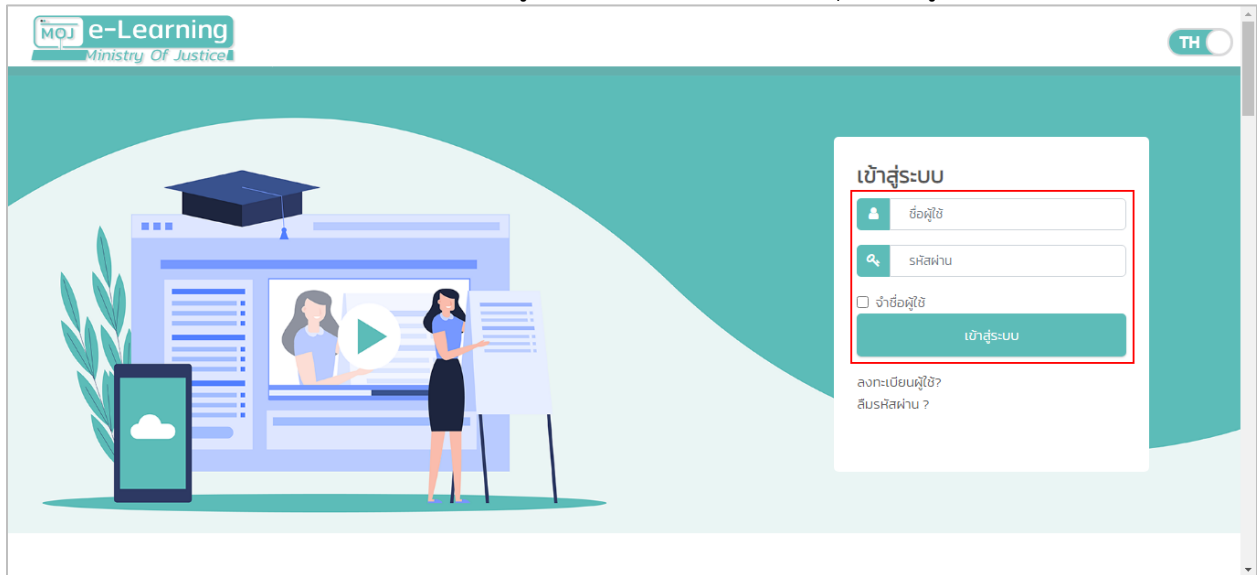 MOJ e-Learning
Ministry Of Justice
TH
เข้าสู่ระบบ
ชื่อผู้ใช้
รหัสผ่าน
จำชื่อผู้ใช้
เข้าสู่ระบบ
ลงทะเบียนผู้ใช้?
ลืมรหัสผ่าน ?